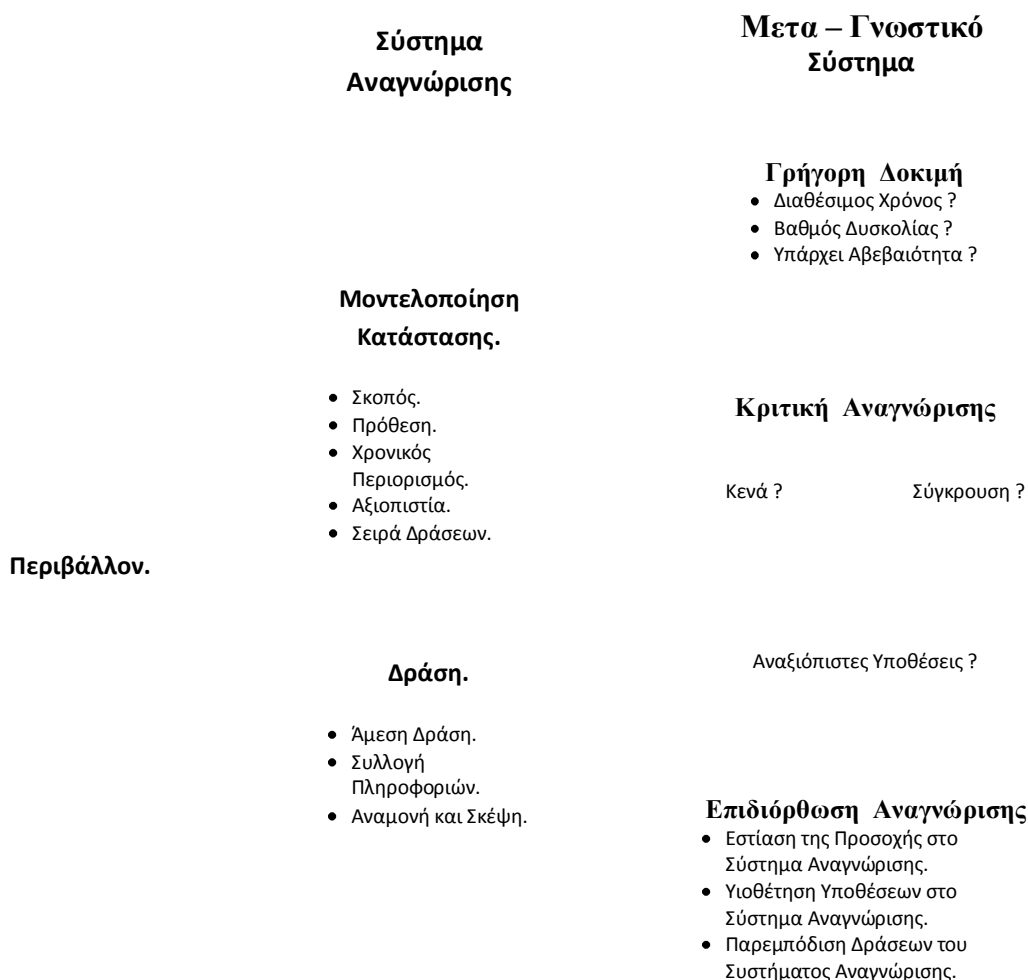 Σύστημα
Αναγνώρισης
Μετα – Γνωστικό
Σύστημα
Γρήγορη Δοκιμή
• Διαθέσιμος Χρόνος ?
• Βαθμός Δυσκολίας ?
• Υπάρχει Αβεβαιότητα ?
Μοντελοποίηση
Κατάστασης.
• Σκοπός.
• Πρόθεση.
• Χρονικός
Περιορισμός.
• Αξιοπιστία.
• Σειρά Δράσεων.
Κριτική Αναγνώρισης
Κενά ?
Σύγκρουση ?
Περιβάλλον.
Αναξιόπιστες Υποθέσεις ?
Δράση.
• Άμεση Δράση.
• Συλλογή
Πληροφοριών.
• Αναμονή και Σκέψη.
Επιδιόρθωση Αναγνώρισης
• Εστίαση της Προσοχής στο
Σύστημα Αναγνώρισης.
• Υιοθέτηση Υποθέσεων στο
Σύστημα Αναγνώρισης.
• Παρεμπόδιση Δράσεων του
Συστήματος Αναγνώρισης.